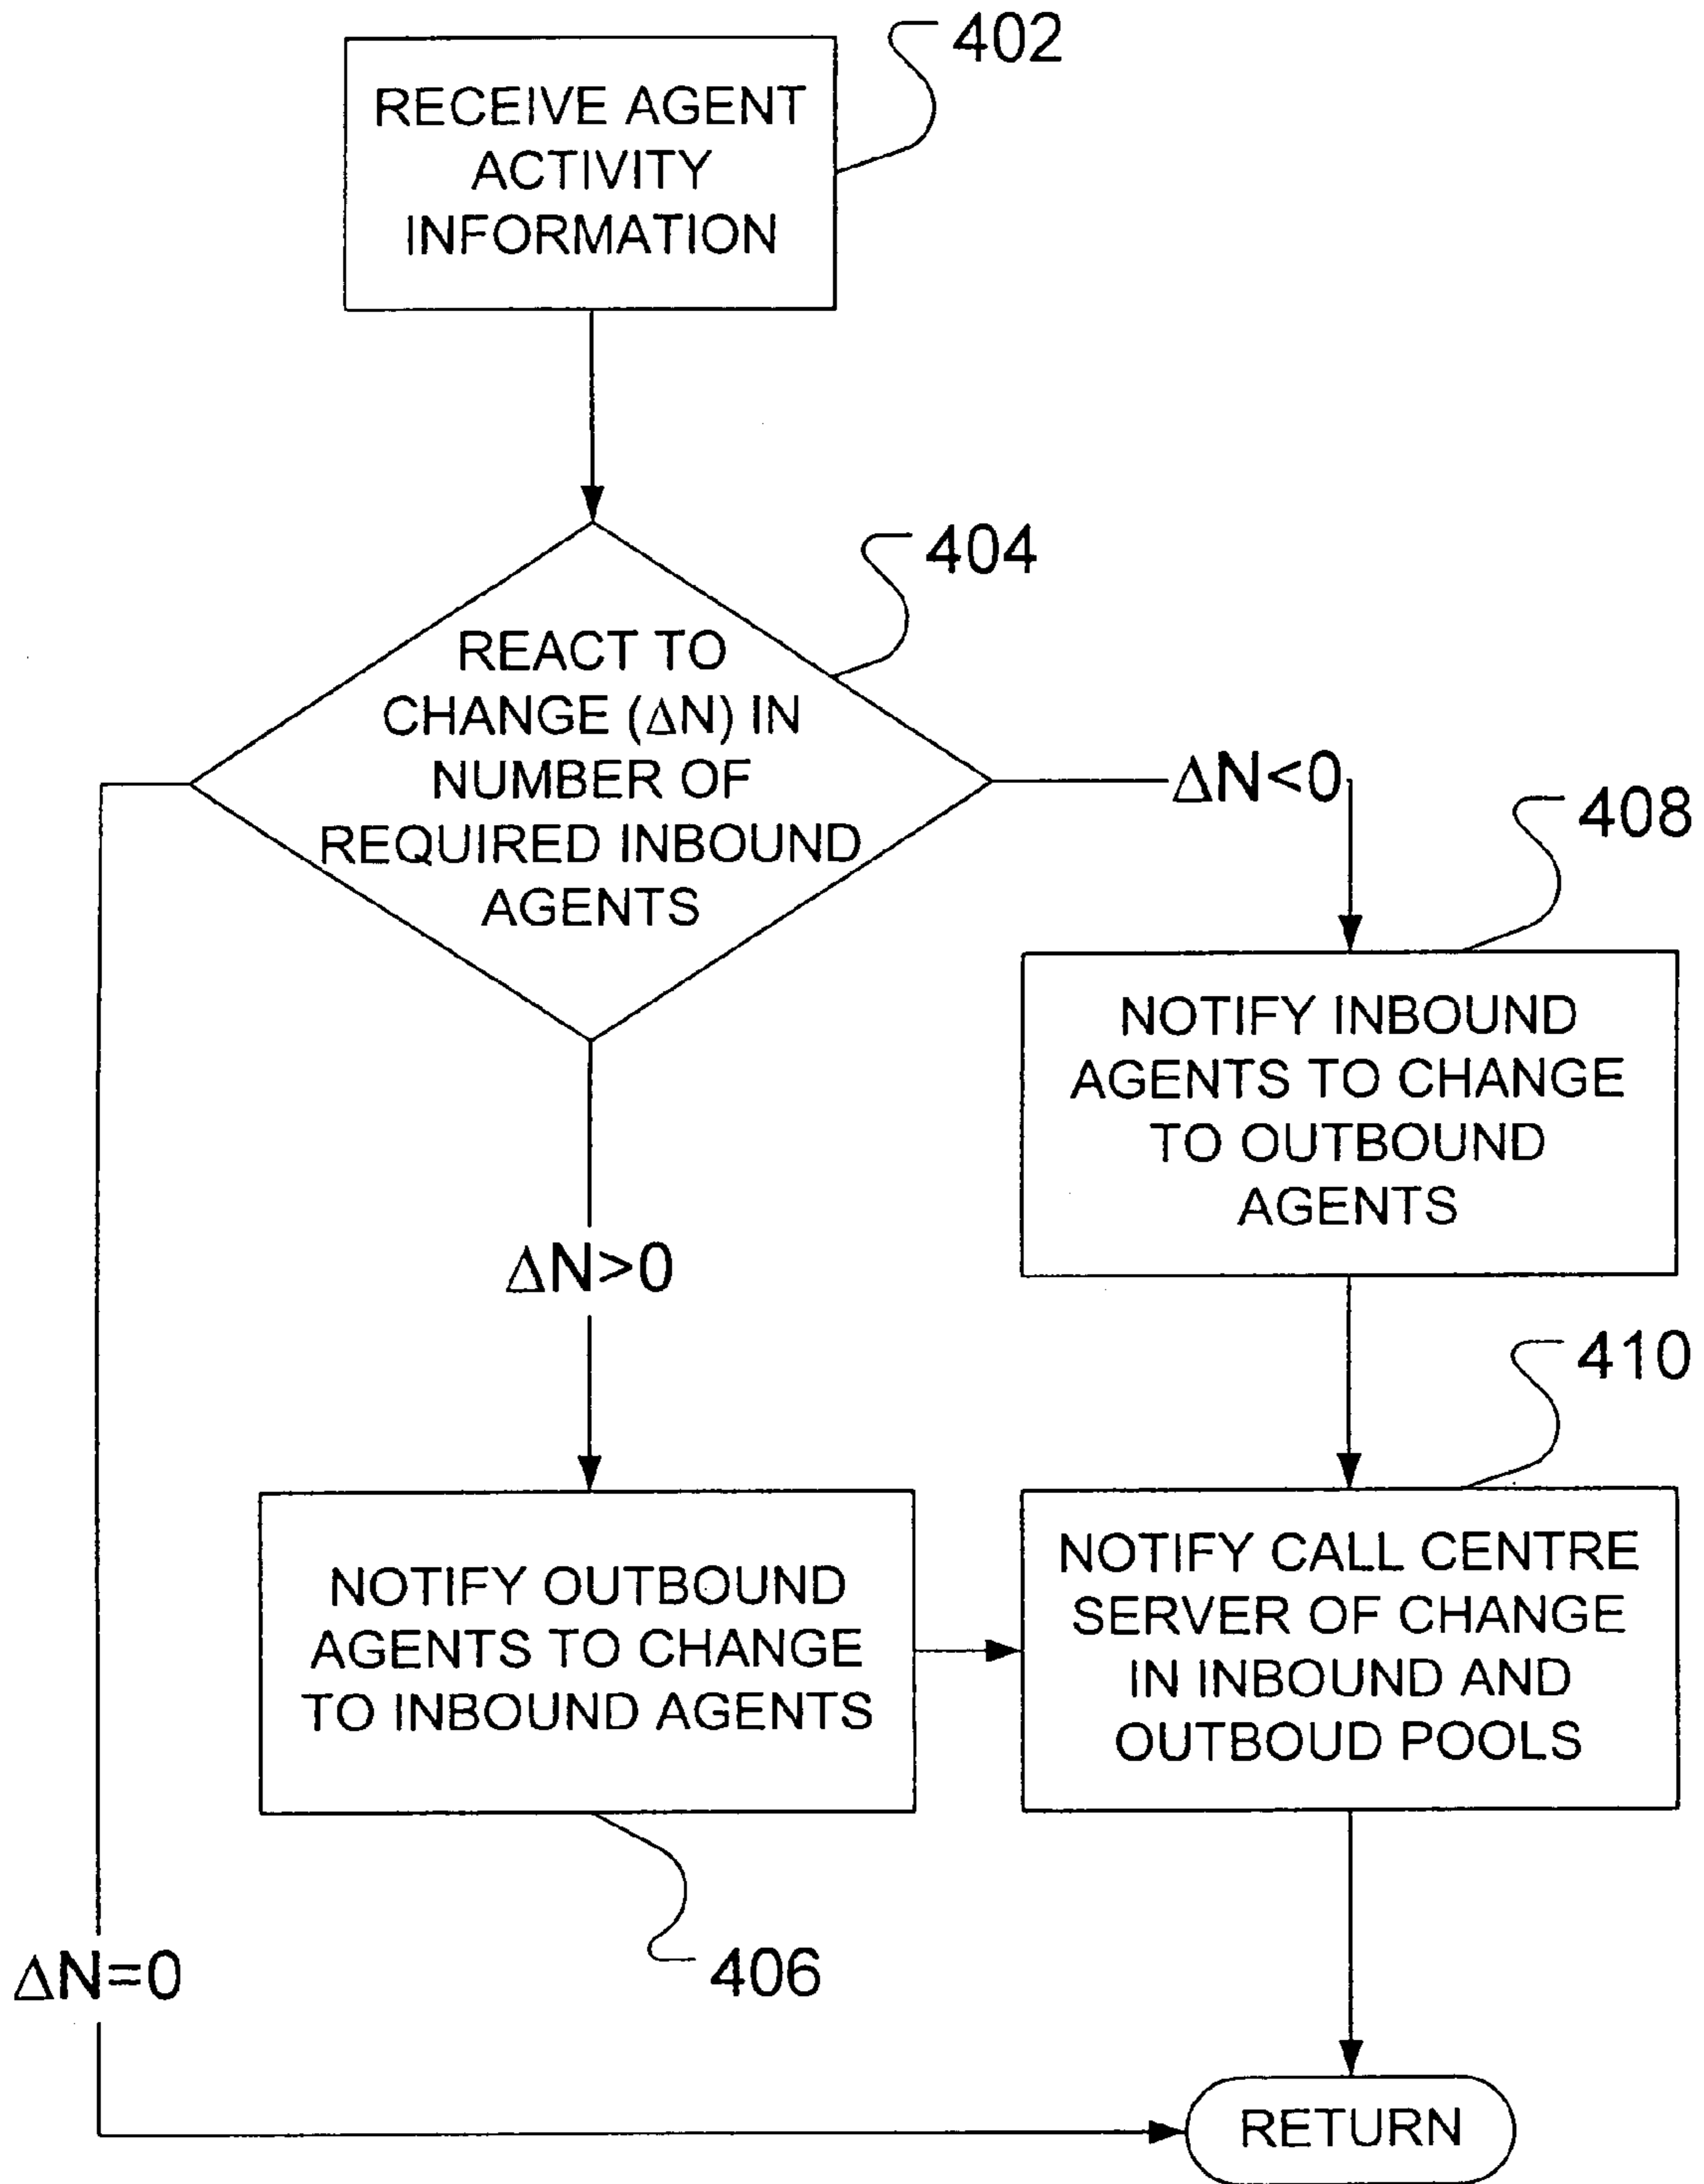 402
RECEIVE AGENT
ACTIVITY
INFORMATION
404
REACT TO
CHANGE (ΔN) IN
NUMBER OF
REQUIRED INBOUND
AGENTS
ΔN<0
408
NOTIFY INBOUND
AGENTS TO CHANGE
TO OUTBOUND
AGENTS
ΔN>0
410
NOTIFY OUTBOUND
AGENTS TO CHANGE
TO INBOUND AGENTS
NOTIFY CALL CENTRE
SERVER OF CHANGE
IN INBOUND AND
OUTBOUD POOLS
406
ΔN=0
RETURN